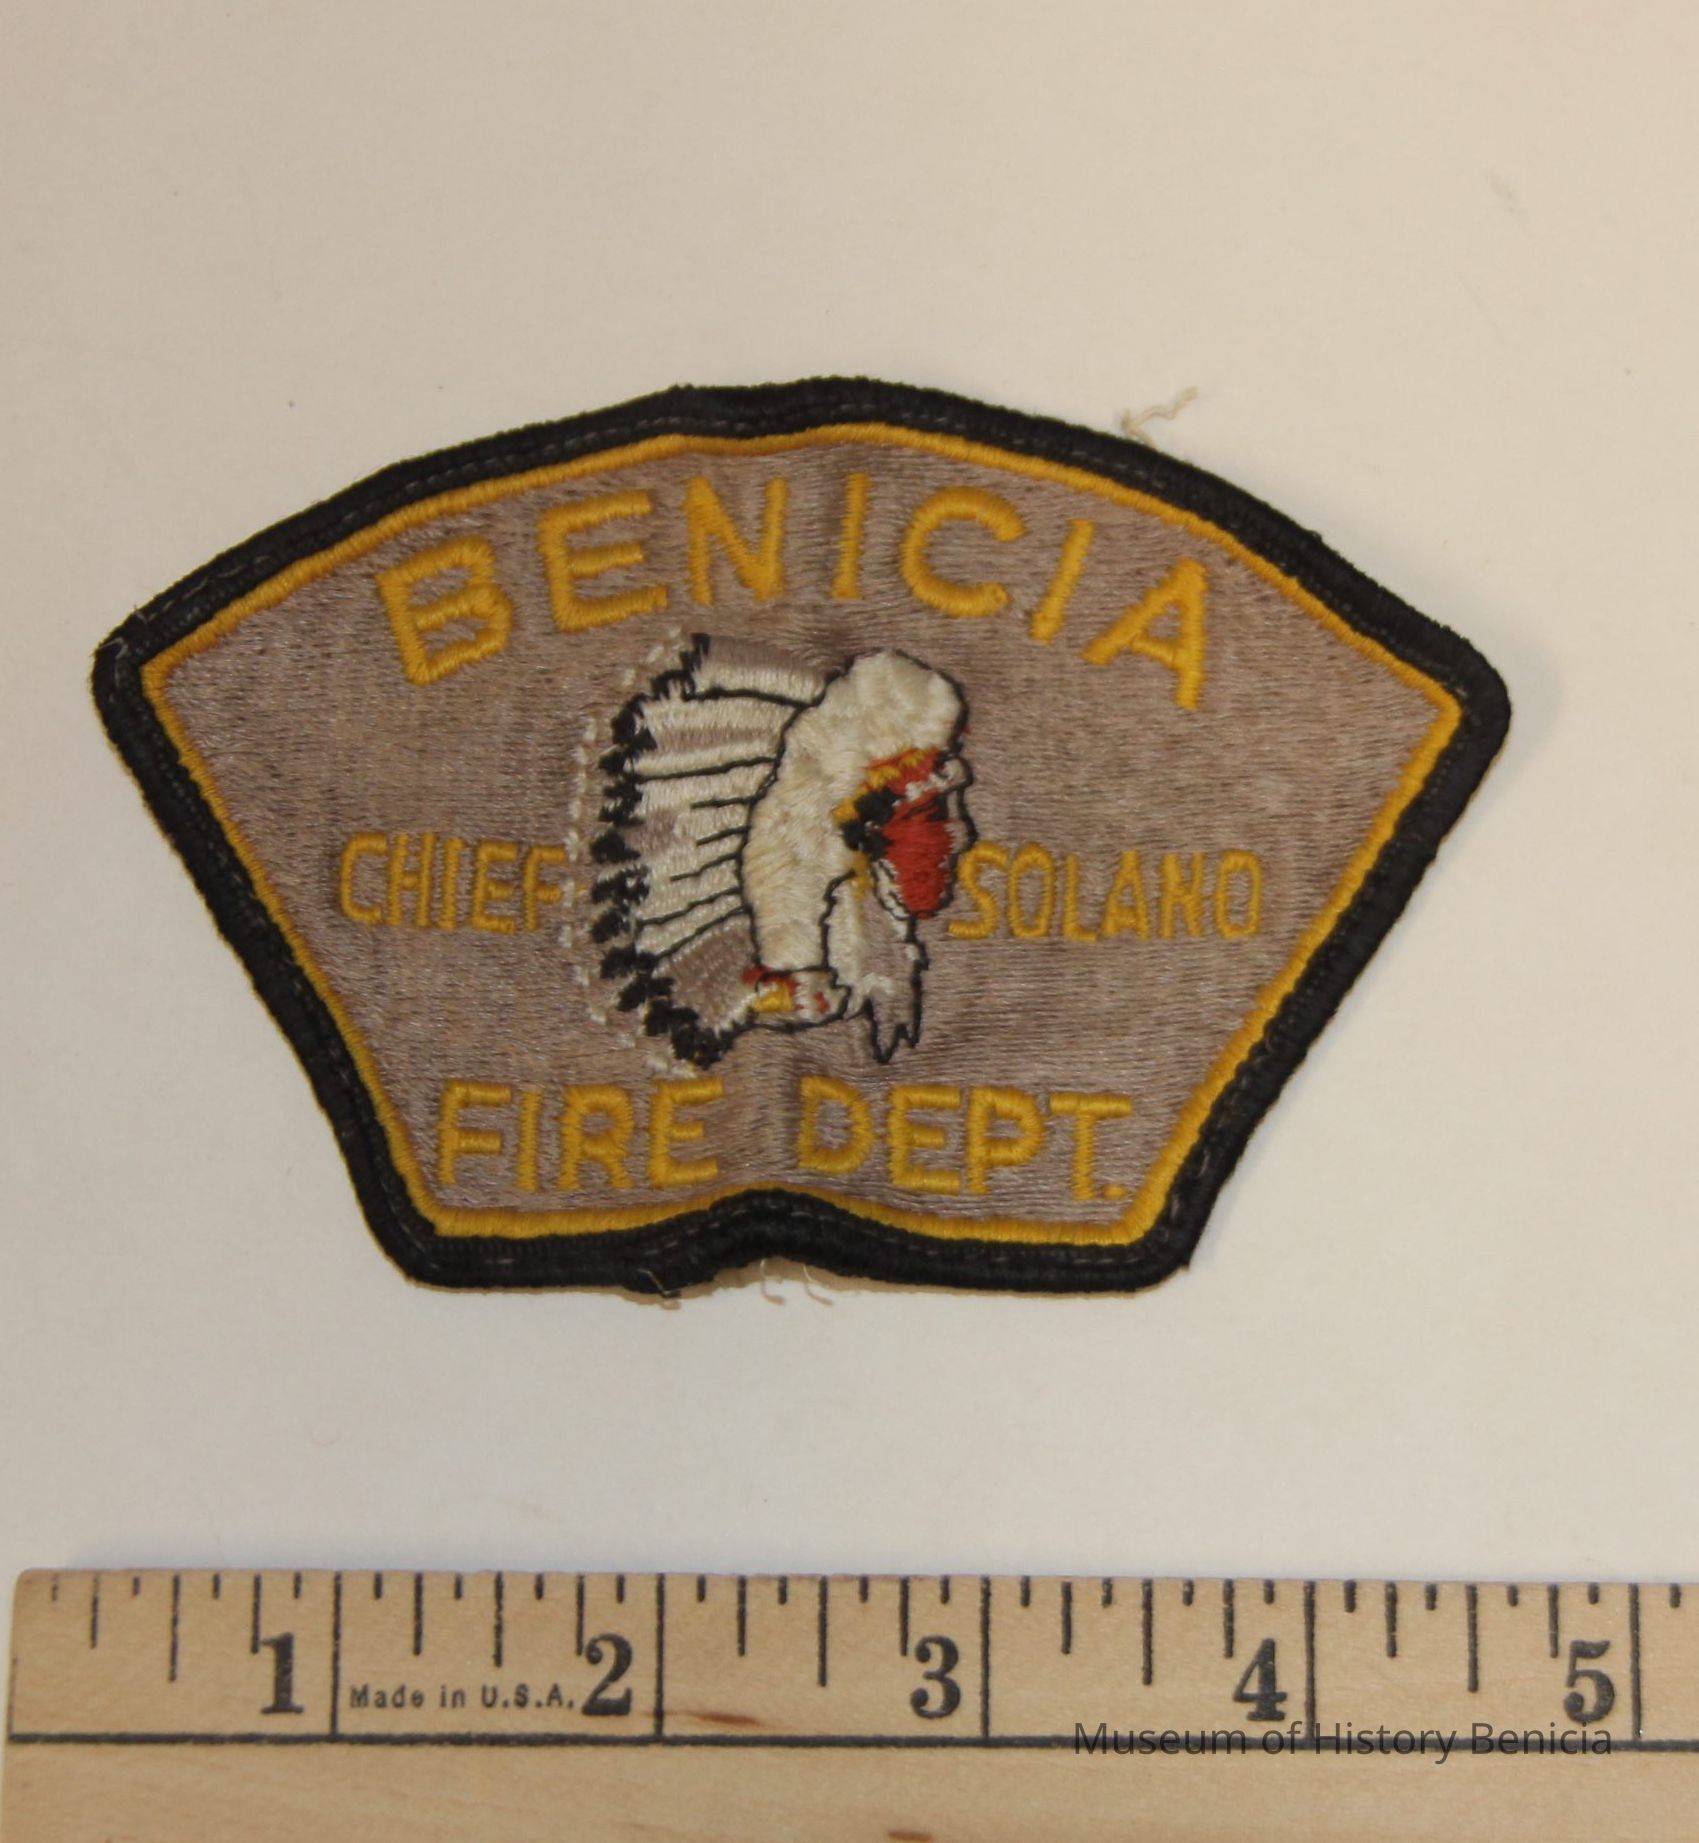 BENICIA
CHIEF SOLANO
FIRE DEPT.
1 2 3 4 5
Made in U.S.A.
Museum of History Benicia